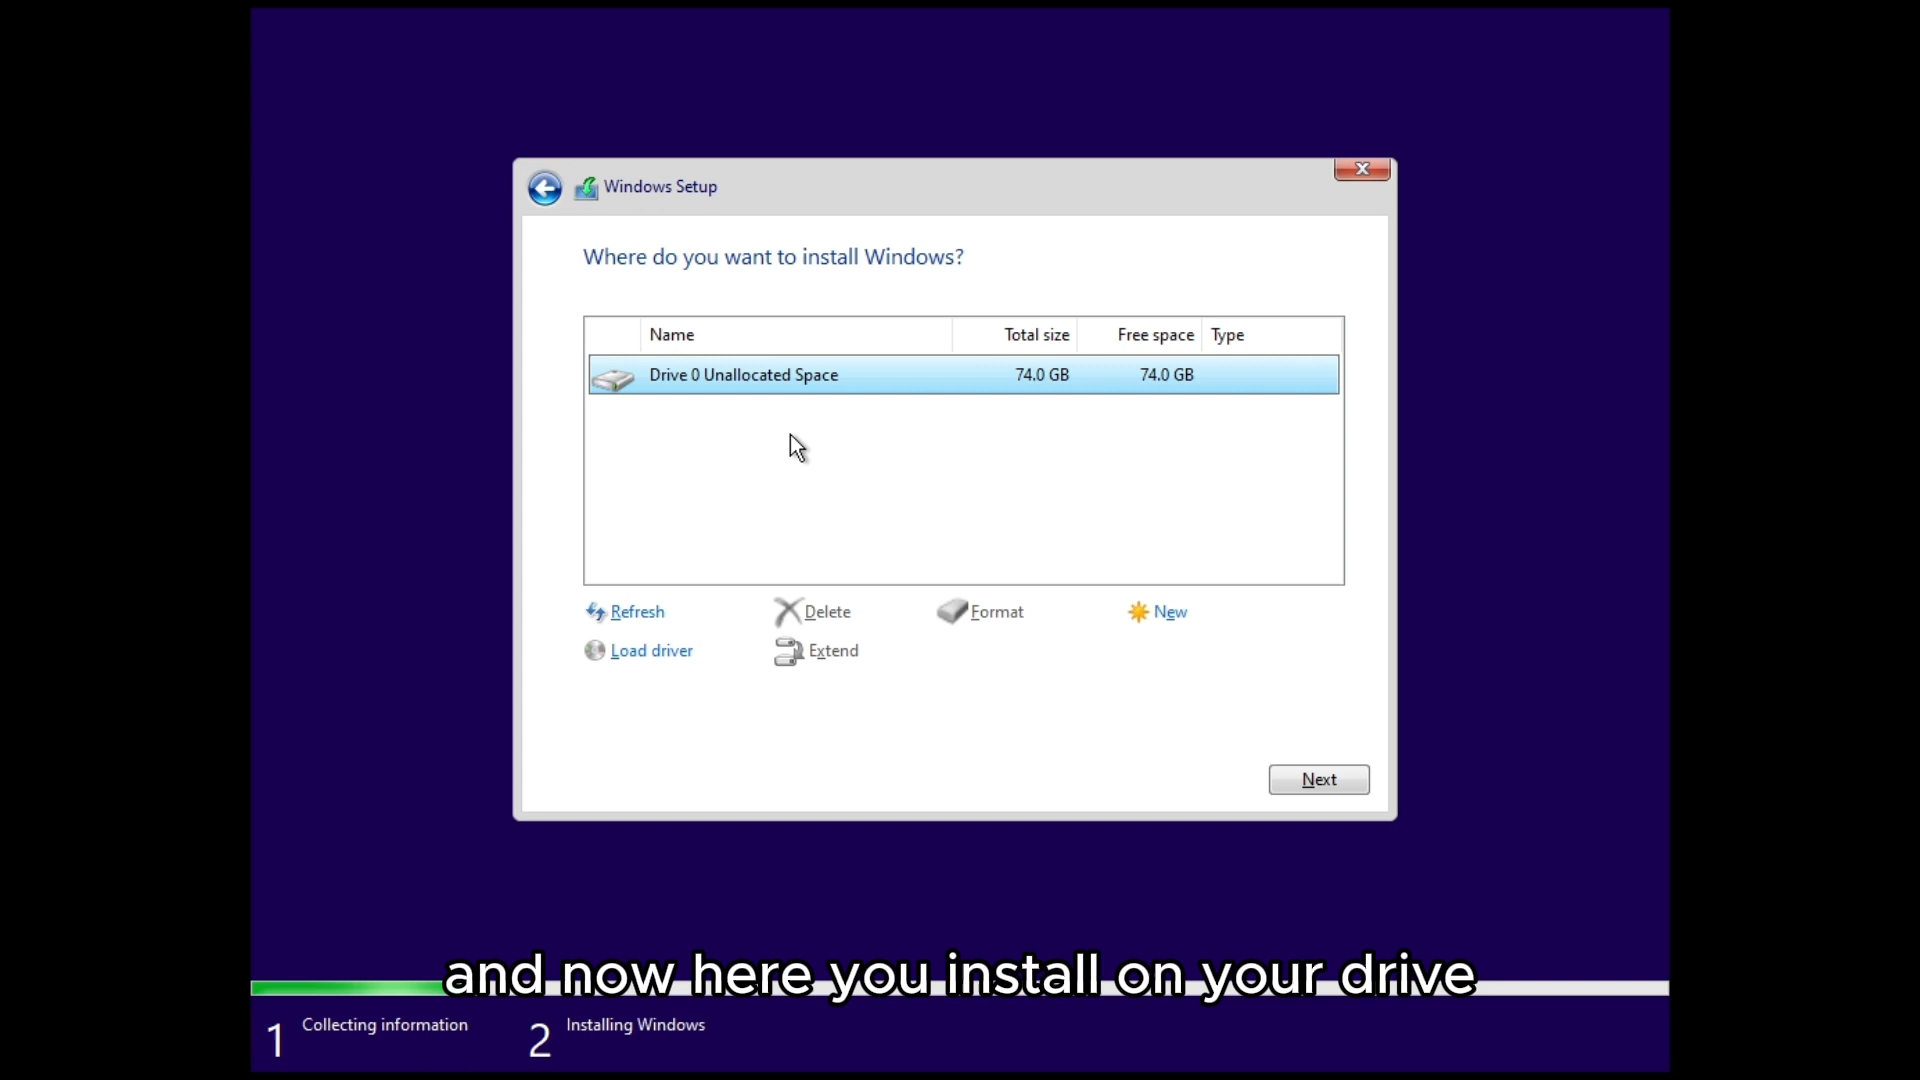 Windows Setup
Where do you want to install Windows?
Name Total size Free space Type
Drive 0 Unallocated Space 74.0 GB 74.0 GB
Refresh Delete Format New
Load driver Extend
Next
and now here you install on your drive
1 Collecting information 2 Installing Windows